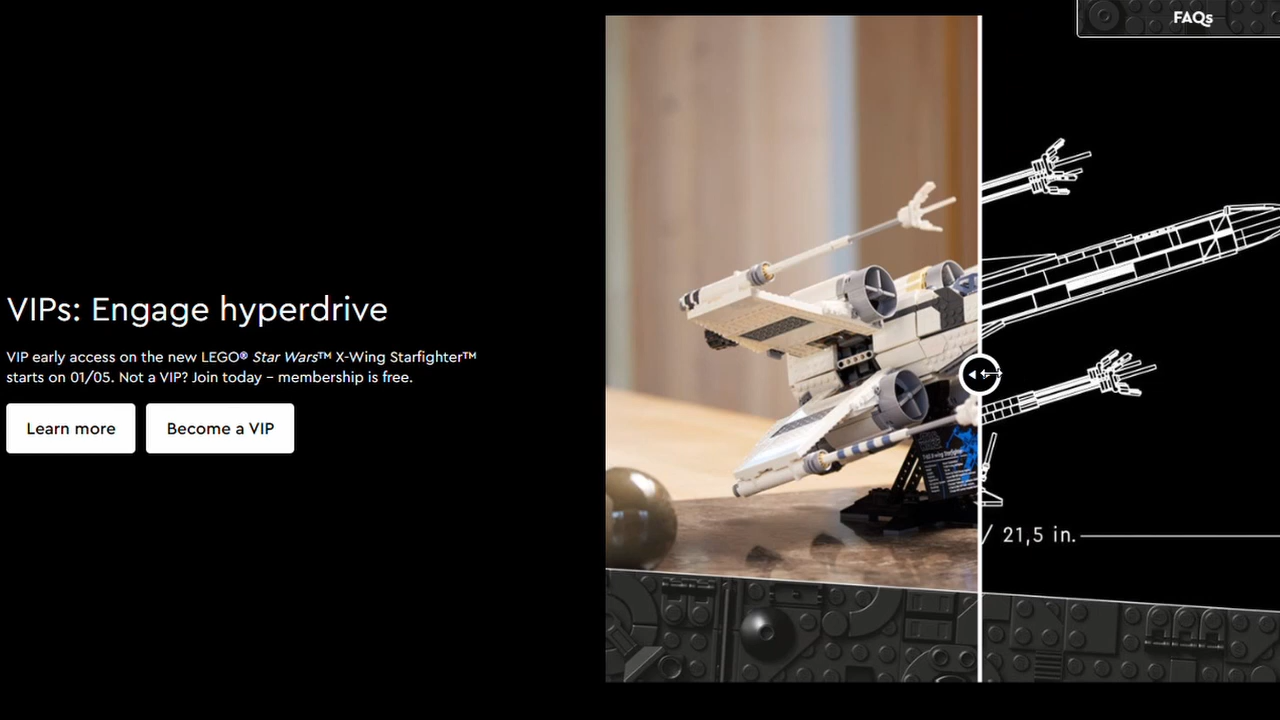 FAQs
VIPs: Engage hyperdrive
VIP early access on the new LEGO® Star Wars™ X-Wing Starfighter™
starts on 01/05. Not a VIP? Join today – membership is free.
Learn more
Become a VIP
/ 21,5 in.